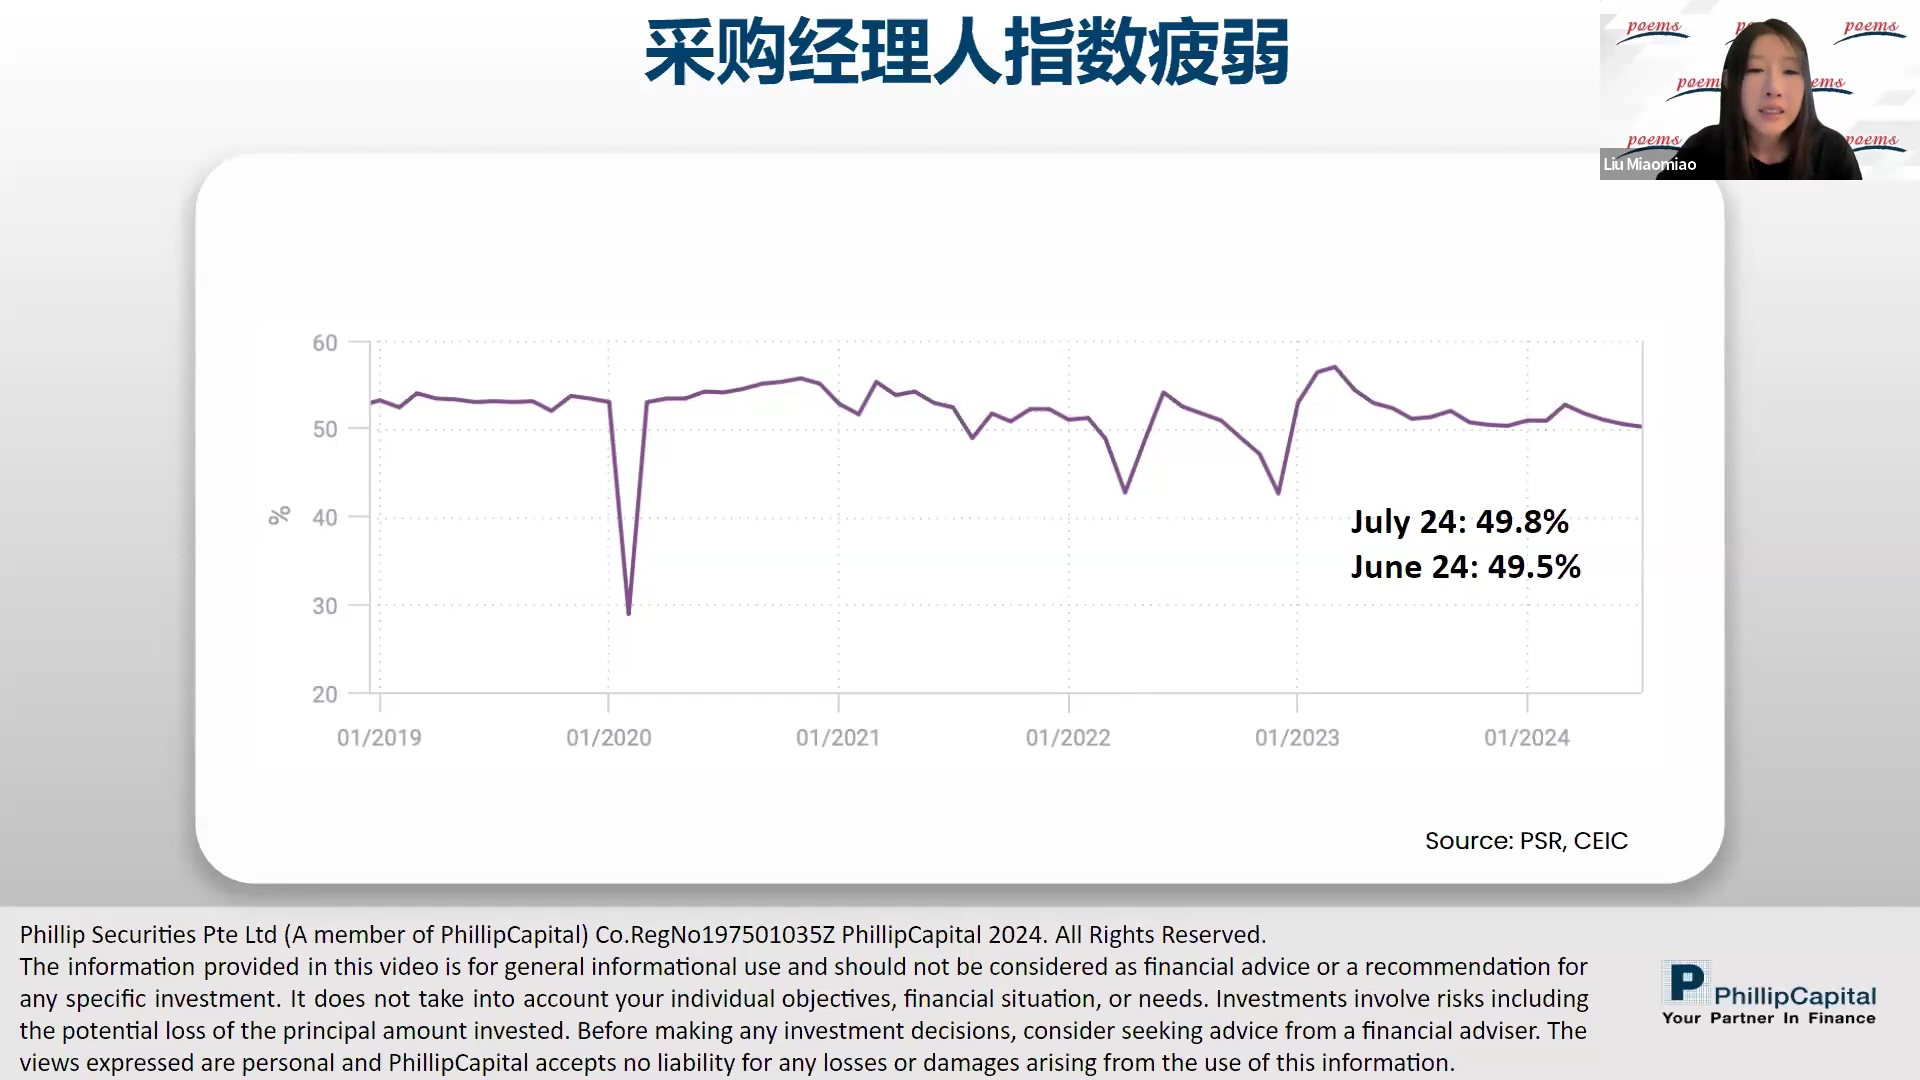 采购经理人指数疲弱
poems
poems
poems
poems
poems
poems
Liu Miaomiao
60
50
40
30
20
%
July 24: 49.8%
June 24: 49.5%
01/2019
01/2020
01/2021
01/2022
01/2023
01/2024
Source: PSR, CEIC
Phillip Securities Pte Ltd (A member of PhillipCapital) Co.RegNo197501035Z PhillipCapital 2024. All Rights Reserved.
The information provided in this video is for general informational use and should not be considered as financial advice or a recommendation for
any specific investment. It does not take into account your individual objectives, financial situation, or needs. Investments involve risks including
the potential loss of the principal amount invested. Before making any investment decisions, consider seeking advice from a financial adviser. The
views expressed are personal and PhillipCapital accepts no liability for any losses or damages arising from the use of this information.
P PhillipCapital
Your Partner In Finance